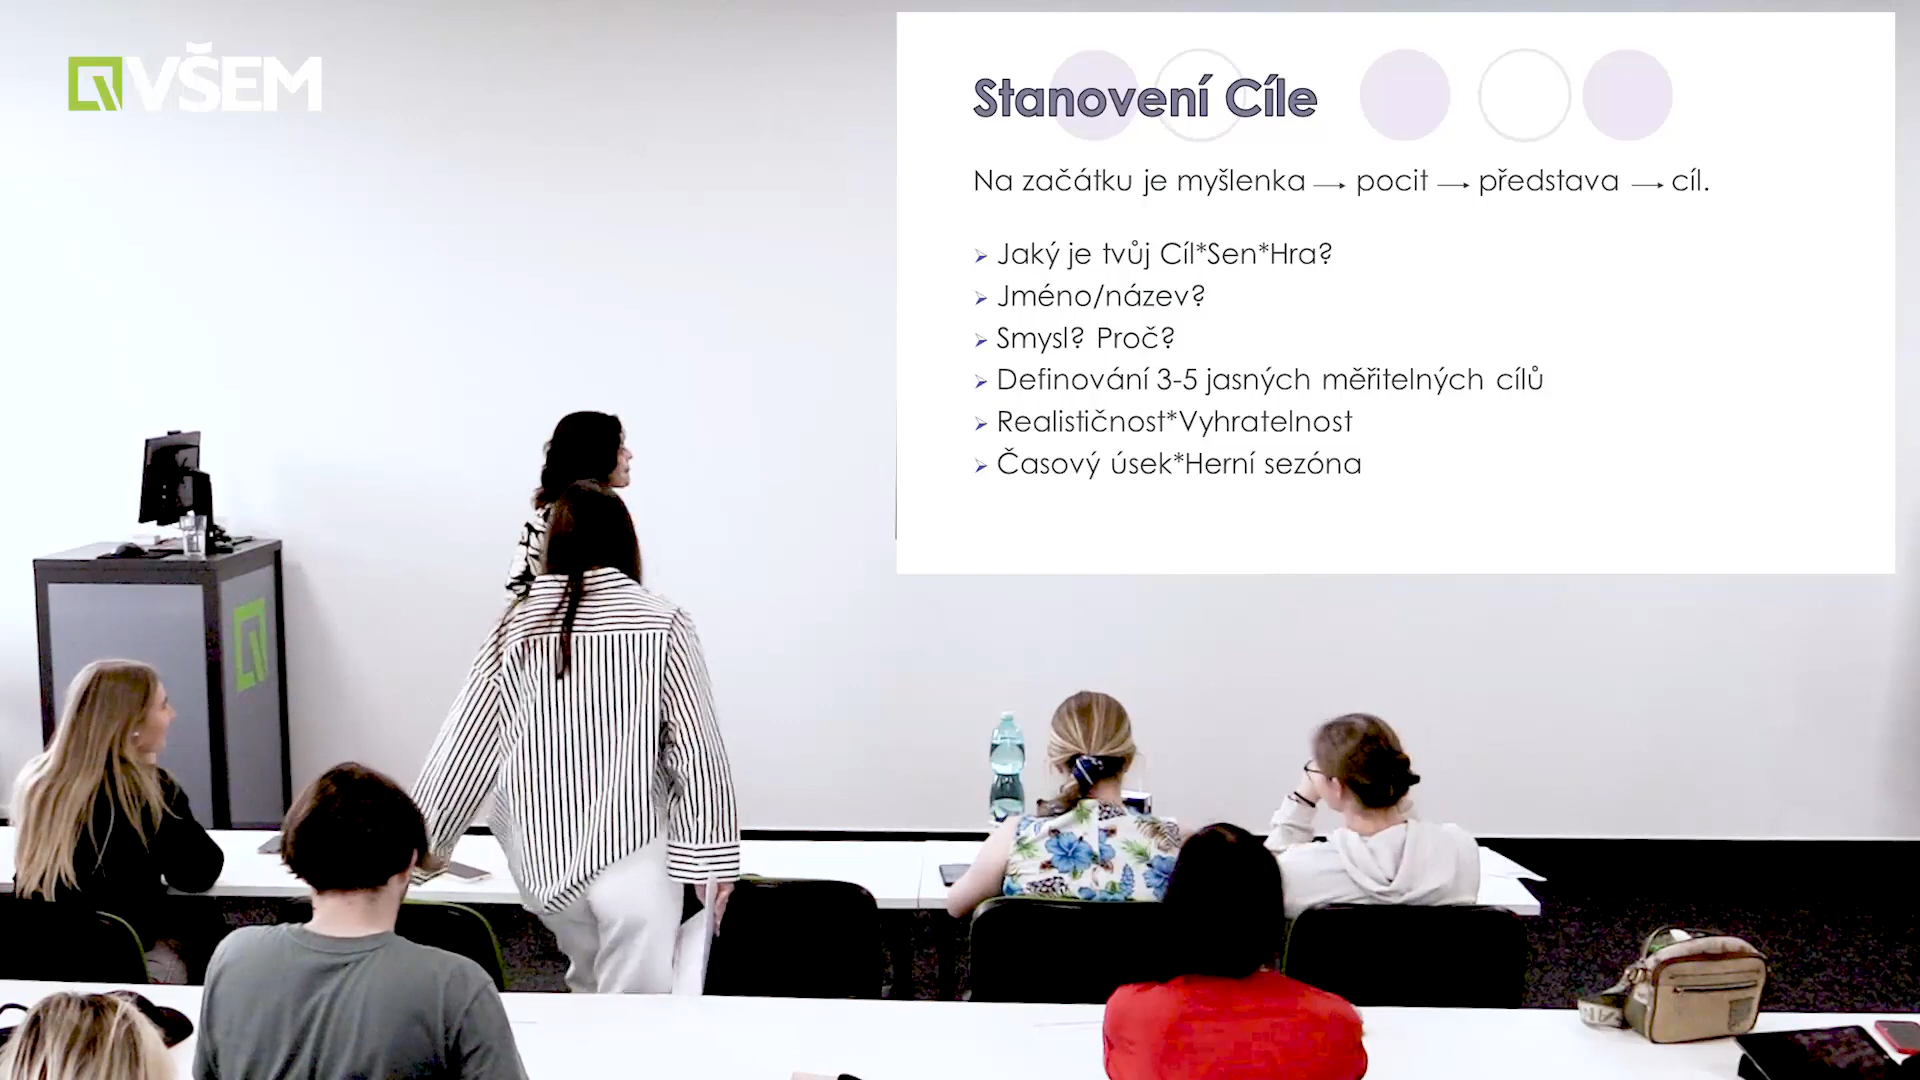 VŠEM
Stanovení Cíle
Na začátku je myšlenka → pocit → představa → cíl.
Jaký je tvůj Cíl*Sen*Hra?
Jméno/název?
Smysl? Proč?
Definování 3-5 jasných měřitelných cílů
Realističnost*Vyhratelnost
Časový úsek*Herní sezóna